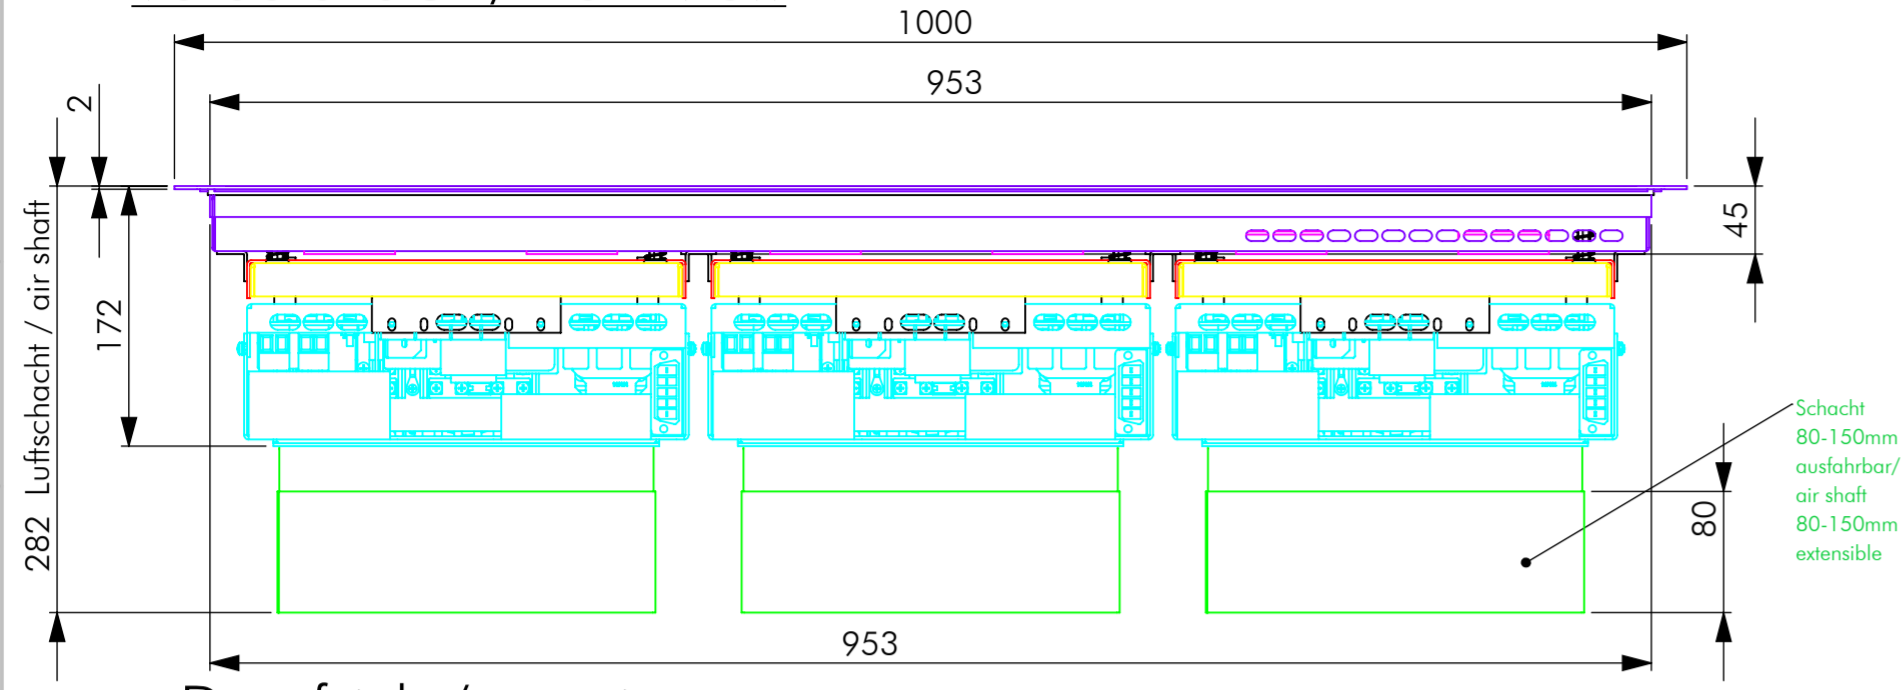 1000
953
2
45
172
282 Luftschacht / air shaft
Schacht
80-150mm
ausfahrbar/
air shaft
80-150mm
extensible
80
953